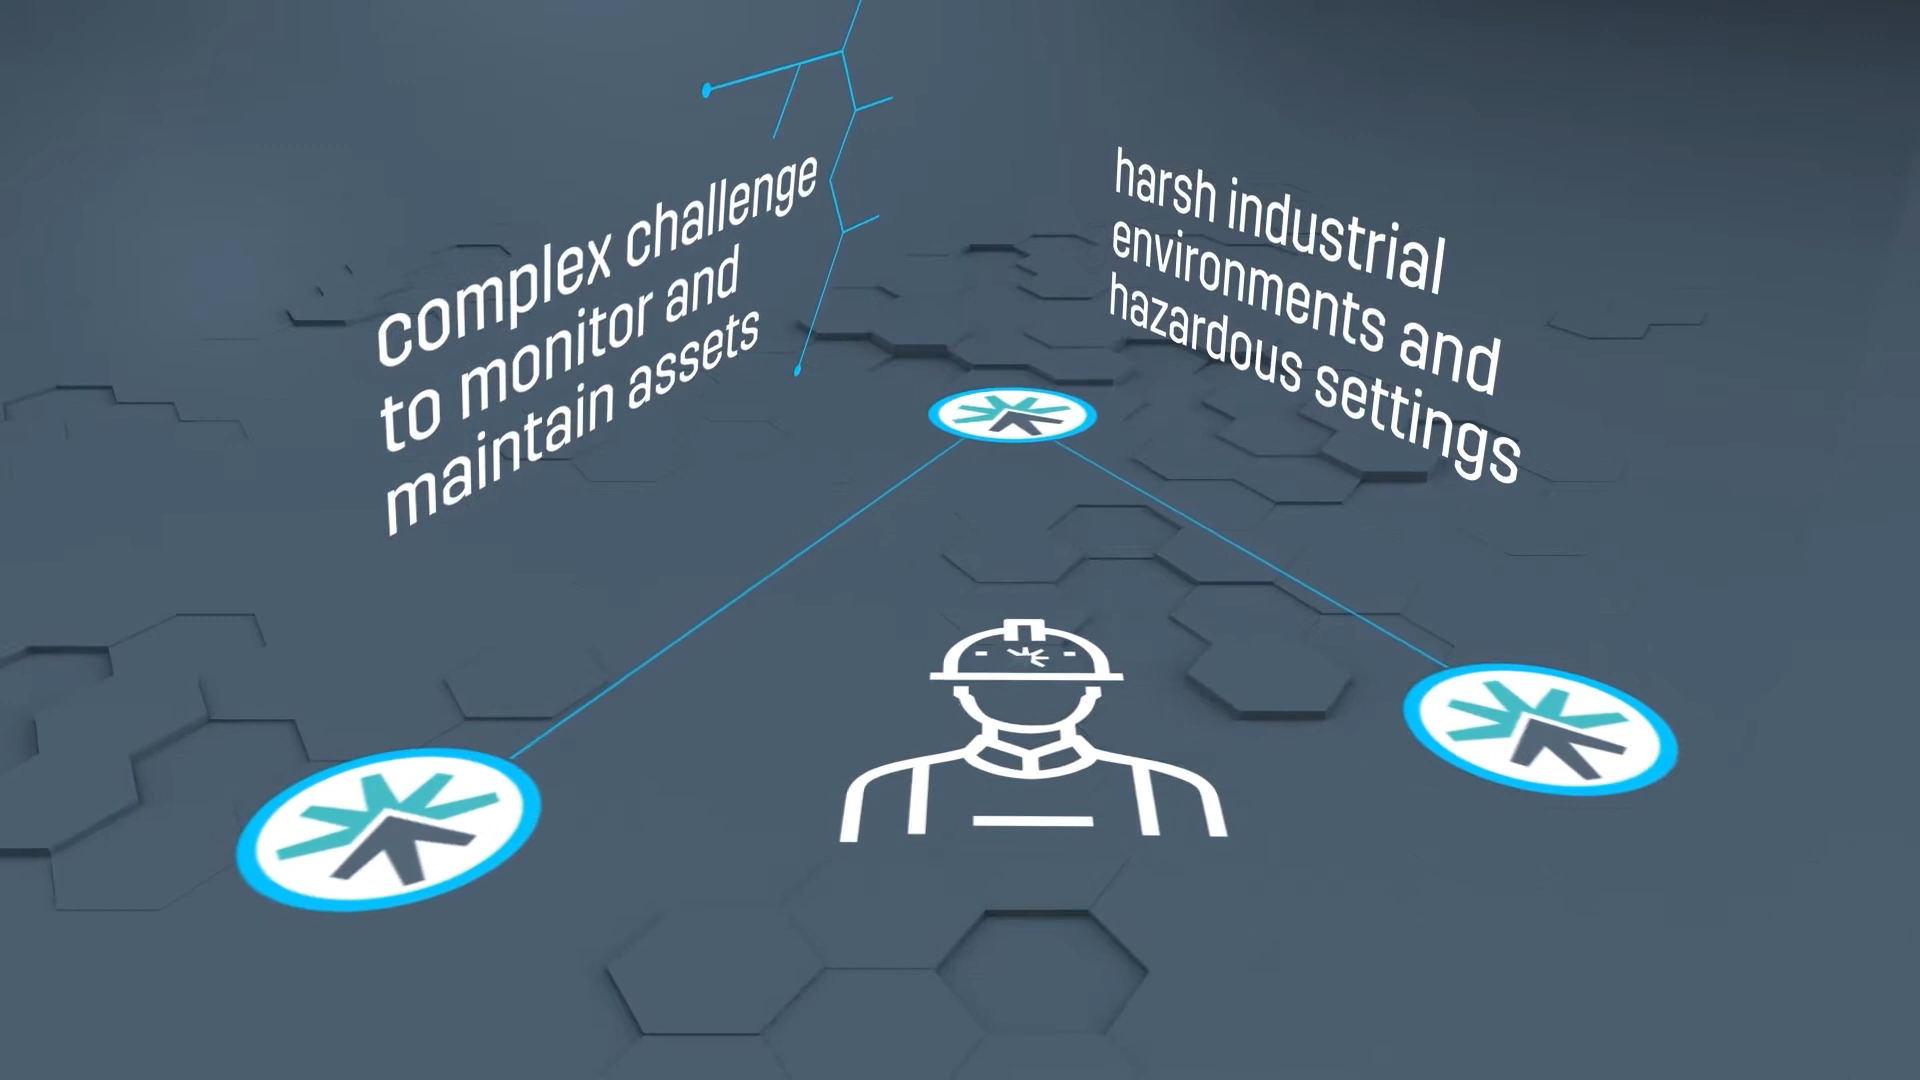 complex challenge
to monitor and
maintain assets
harsh industrial
environments and
hazardous settings